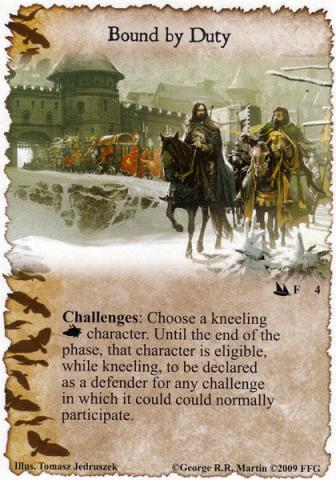 Bound by Duty
F 4
Challenges: Choose a kneeling
character. Until the end of the
phase, that character is eligible,
while kneeling, to be declared
as a defender for any challenge
in which it could could normally
participate.
Illus. Tomasz Jedruszek ©George R.R. Martin ©2009 FFG